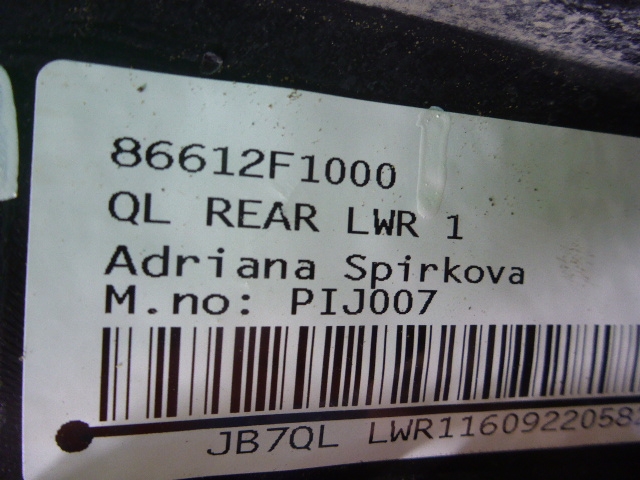 86612F1000
QL REAR LWR 1
Adriana Spirkova
M.no: PIJ007
JB7QL LWR1160922058